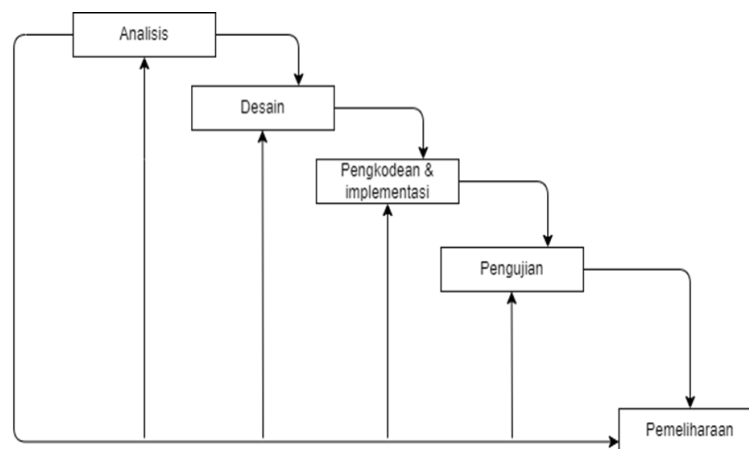 Analisis
Desain
Pengkodean &
implementasi
Pengujian
Pemeliharaan